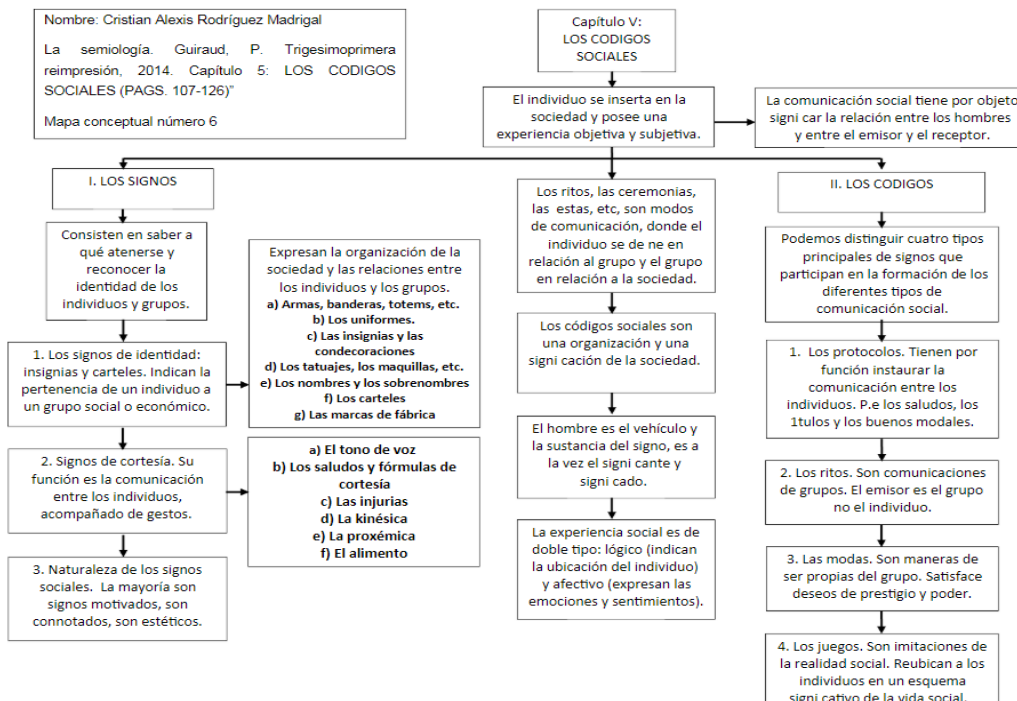 Nombre: Cristian Alexis Rodríguez Madrigal
La semiología. Guiraud, P. Trigesimoprimera
reimpresión, 2014. Capítulo 5: LOS CODIGOS
SOCIALES (PAGS. 107-126)”
Mapa conceptual número 6
Capítulo V:
LOS CODIGOS
SOCIALES
El individuo se inserta en la
sociedad y posee una
experiencia objetiva y subjetiva.
La comunicación social tiene por objeto
signi car la relación entre los hombres
y entre el emisor y el receptor.
I. LOS SIGNOS
Consisten en saber a
qué atenerse y
reconocer la
identidad de los
individuos y grupos.
1. Los signos de identidad:
insignias y carteles. Indican la
pertenencia de un individuo a
un grupo social o económico.
Expresan la organización de la
sociedad y las relaciones entre
los individuos y los grupos.
a) Armas, banderas, totems, etc.
b) Los uniformes.
c) Las insignias y las
condecoraciones
d) Los tatuajes, los maquillas, etc.
e) Los nombres y los sobrenombres
f) Los carteles
g) Las marcas de fábrica
2. Signos de cortesía. Su
función es la comunicación
entre los individuos,
acompañado de gestos.
a) El tono de voz
b) Los saludos y fórmulas de
cortesía
c) Las injurias
d) La kinésica
e) La proxémica
f) El alimento
3. Naturaleza de los signos
sociales. La mayoría son
signos motivados, son
connotados, son estéticos.
Los ritos, las ceremonias,
las estas, etc, son modos
de comunicación, donde el
individuo se de ne en
relación al grupo y el grupo
en relación a la sociedad.
Los códigos sociales son
una organización y una
signi cación de la sociedad.
El hombre es el vehículo y
la sustancia del signo, es a
la vez el signi cante y
signi cado.
La experiencia social es de
doble tipo: lógico (indican
la ubicación del individuo)
y afectivo (expresan las
emociones y sentimientos).
II. LOS CODIGOS
Podemos distinguir cuatro tipos
principales de signos que
participan en la formación de los
diferentes tipos de
comunicación social.
1. Los protocolos. Tienen por
función instaurar la
comunicación entre los
individuos. P.e los saludos, los
1tulos y los buenos modales.
2. Los ritos. Son comunicaciones
de grupos. El emisor es el grupo
no el individuo.
3. Las modas. Son maneras de
ser propias del grupo. Satisface
deseos de prestigio y poder.
4. Los juegos. Son imitaciones de
la realidad social. Reubican a los
individuos en un esquema
signi cativo de la vida social.